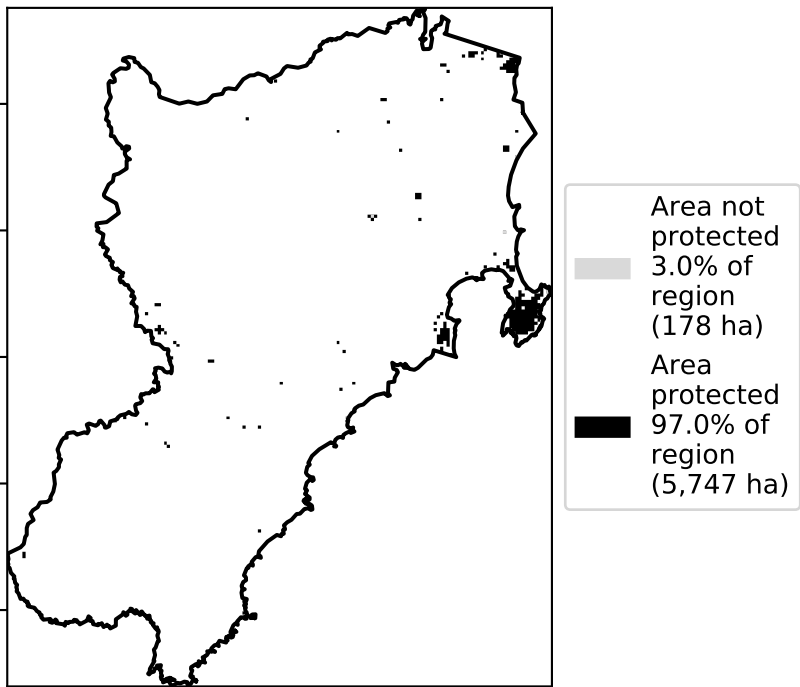 Area not
protected
3.0% of
region
(178 ha)
Area
protected
97.0% of
region
(5,747 ha)